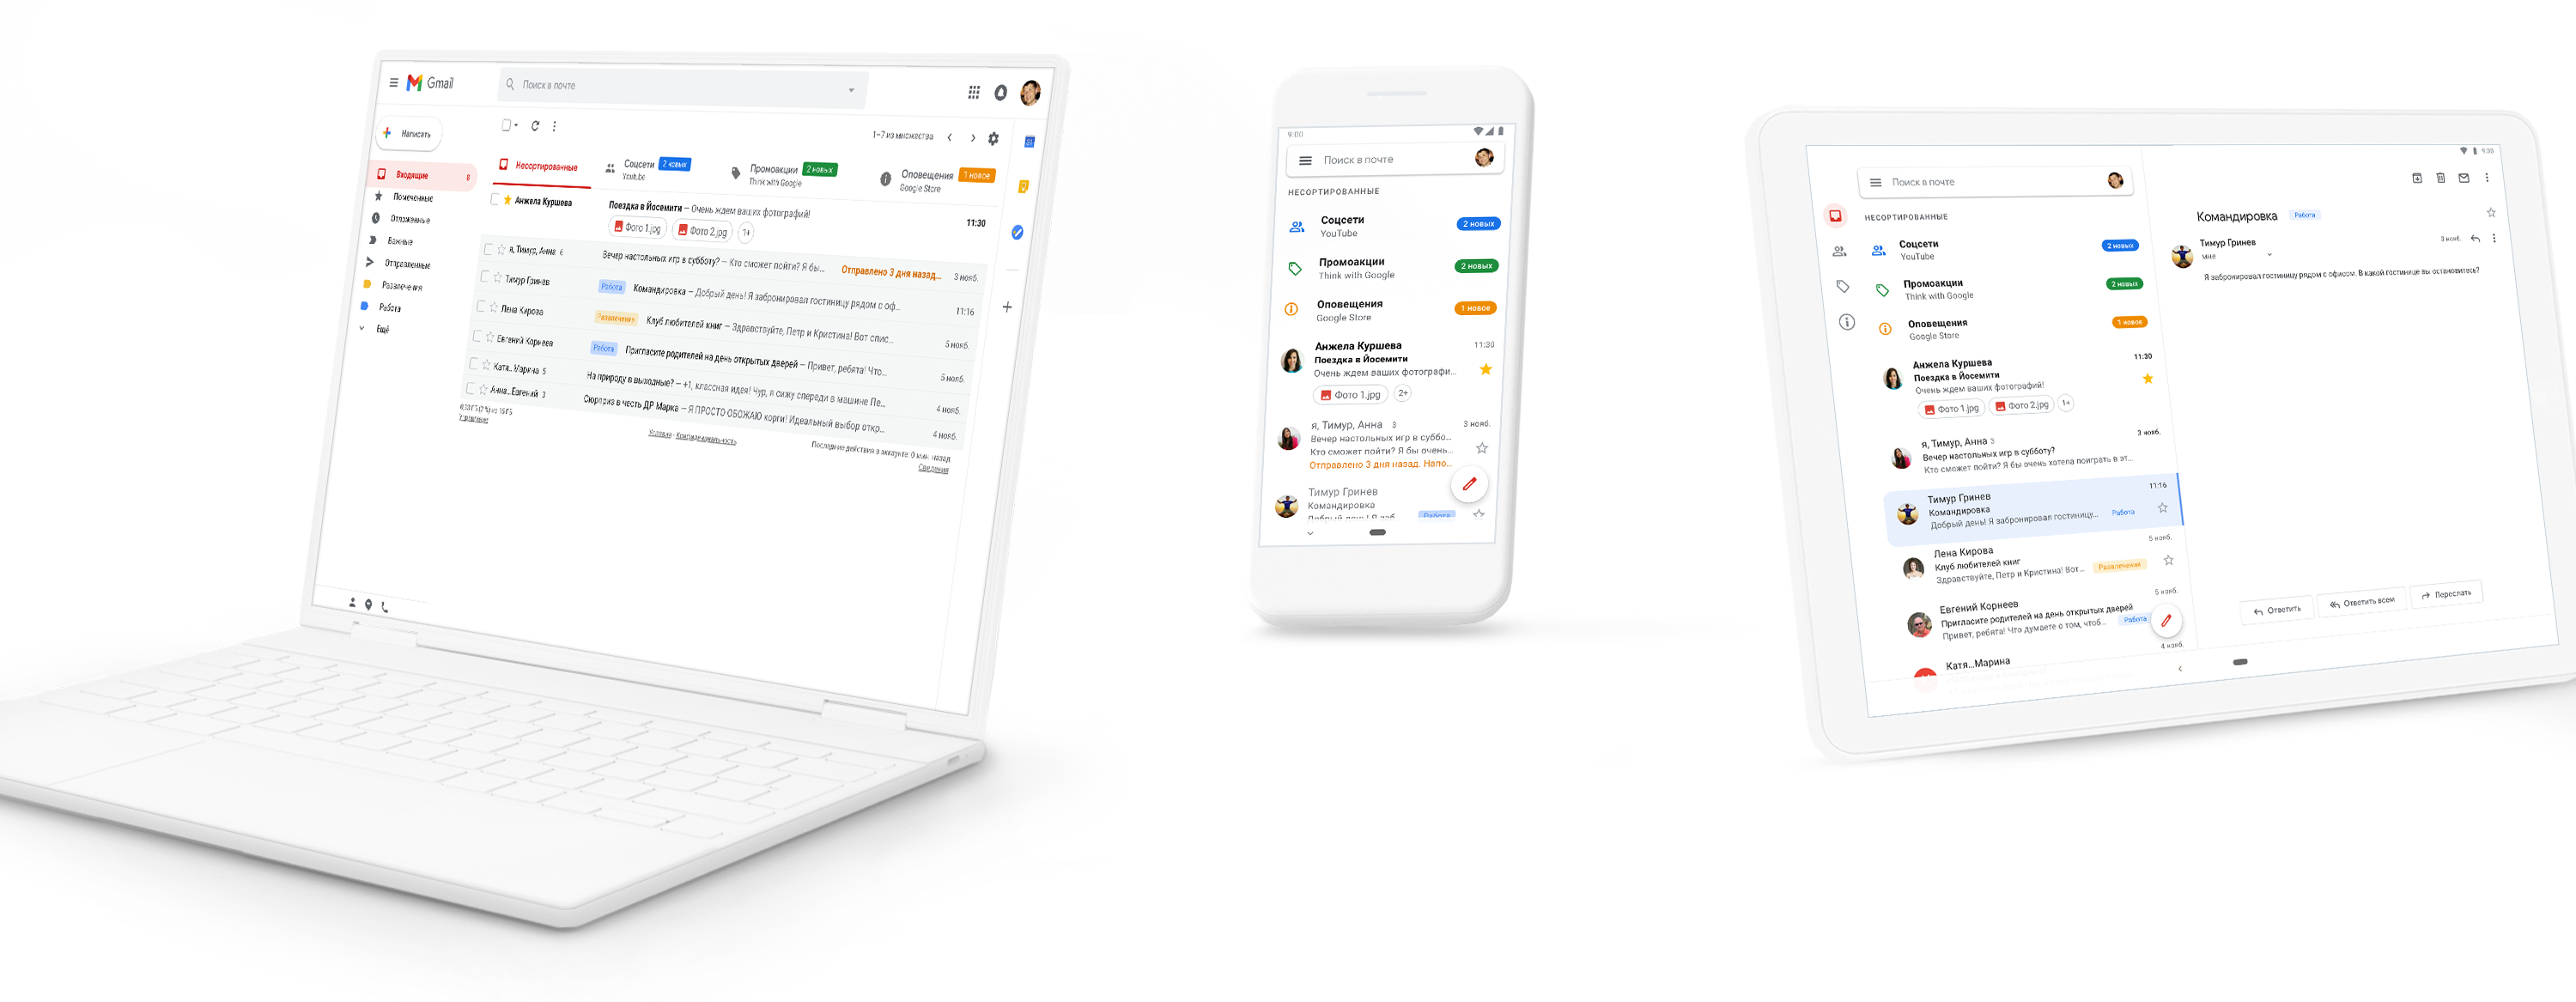 Gmail
Поиск в почте
Написать
1–7 из множества
Входящие 8
Помеченные
Отложенные
Важные
Отправленные
Развлечения
Работа
Ещё
Несортированные
Соцсети 2 новых
Youtube
Промоакции 2 новых
Think with Google
Оповещения 1 новое
Google Store
Анжела Куршева Поездка в Йосемити – Очень ждем ваших фотографий! 11:30
Фото 1.jpg Фото 2.jpg 1+
я, Тимур, Анна 6 Вечер настольных игр в субботу? – Кто сможет пойти? Я бы... Отправлено 3 дня назад... 3 нояб.
Тимур Гринев Работа Командировка – Добрый день! Я забронировал гостиницу рядом с оф... 11:16
Лена Кирова Развлечения Клуб любителей книг – Здравствуйте, Петр и Кристина! Вот спис... 5 нояб.
Евгений Корнеев Работа Пригласите родителей на день открытых дверей – Привет, ребята! Что... 5 нояб.
Катя.. Марина 5 На природу в выходные? – +1, классная идея! Чур, я сижу спереди в машине Пе... 4 нояб.
Анна.. Евгений 3 Сюрприз в честь ДР Марка – Я ПРОСТО ОБОЖАЮ корги! Идеальный выбор откр... 4 нояб.
Управление
Условия - Конфиденциальность
Последние действия в аккаунте: 0 мин. назад
Сведения
9:00
Поиск в почте
НЕСОРТИРОВАННЫЕ
Соцсети 2 новых
YouTube
Промоакции 2 новых
Think with Google
Оповещения 1 новое
Google Store
Анжела Куршева 11:30
Поездка в Йосемити
Очень ждем ваших фотографи...
Фото 1.jpg 2+
я, Тимур, Анна 3 3 нояб.
Вечер настольных игр в суббо...
Кто сможет пойти? Я бы очень...
Отправлено 3 дня назад. Напо...
Тимур Гринев
Командировка
Добрый день! Я заб Работа
9:00
Поиск в почте
НЕСОРТИРОВАННЫЕ
Соцсети 2 новых
YouTube
Промоакции 2 новых
Think with Google
Оповещения 1 новое
Google Store
Анжела Куршева 11:30
Поездка в Йосемити
Очень ждем ваших фотографий!
Фото 1.jpg Фото 2.jpg 1+
я, Тимур, Анна 3 3 нояб.
Вечер настольных игр в субботу?
Кто сможет пойти? Я бы очень хотела поиграть в эт...
Тимур Гринев 11:16
Командировка
Добрый день! Я забронировал гостиницу... Работа
Лена Кирова 5 нояб.
Клуб любителей книг
Здравствуйте, Петр и Кристина! Вот... Развлечения
Евгений Корнеев 5 нояб.
Пригласите родителей на день открытых дверей
Привет, ребята! Что думаете о том, чтоб... Работа
Катя...Марина 4 нояб.
Командировка Работа
Тимур Гринев 3 нояб.
мне
Я забронировал гостиницу рядом с офисом. В какой гостинице вы остановитесь?
Ответить Ответить всем Переслать